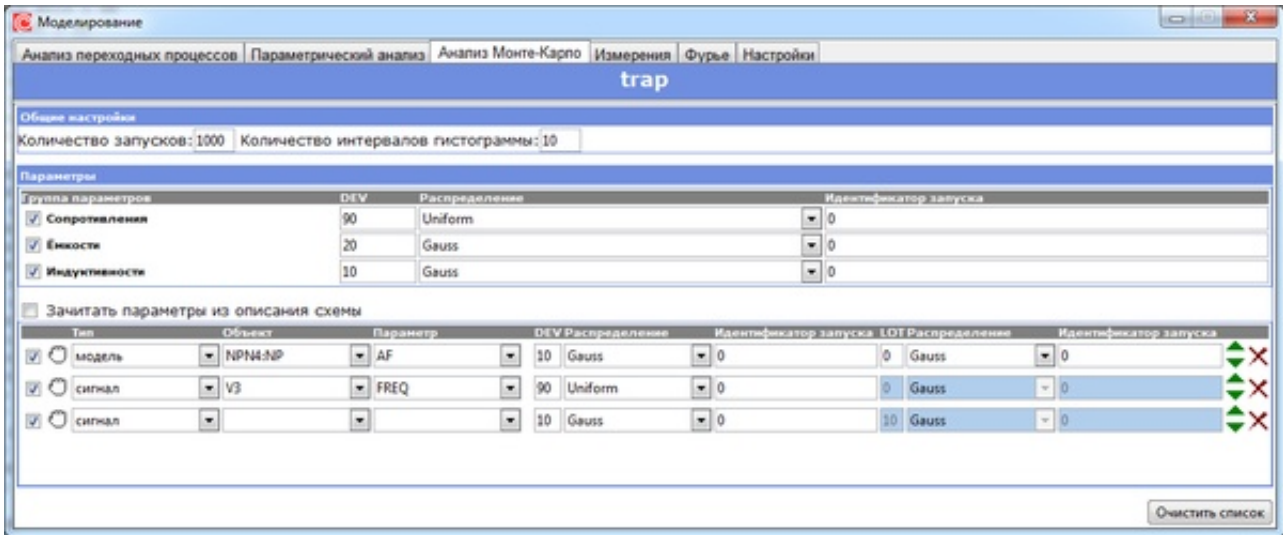 Моделирование
Анализ переходных процессов Параметрический анализ Анализ Монте-Карло Измерения Фурье Настройки
trap
Общие настройки
Количество запусков: 1000 Количество интервалов гистограммы: 10
Параметры
Группа параметров DEV Распределение Идентификатор запуска
Сопротивления 90 Uniform 0
Ёмкости 20 Gauss 0
Индуктивности 10 Gauss 0
Зачитать параметры из описания схемы
Тип Объект Параметр DEV Распределение Идентификатор запуска LOT Распределение Идентификатор запуска
модель NPN4:NP AF 10 Gauss 0 0 Gauss 0
сигнал V3 FREQ 90 Uniform 0 0 Gauss 0
сигнал 10 Gauss 0 10 Gauss 0
Очистить список